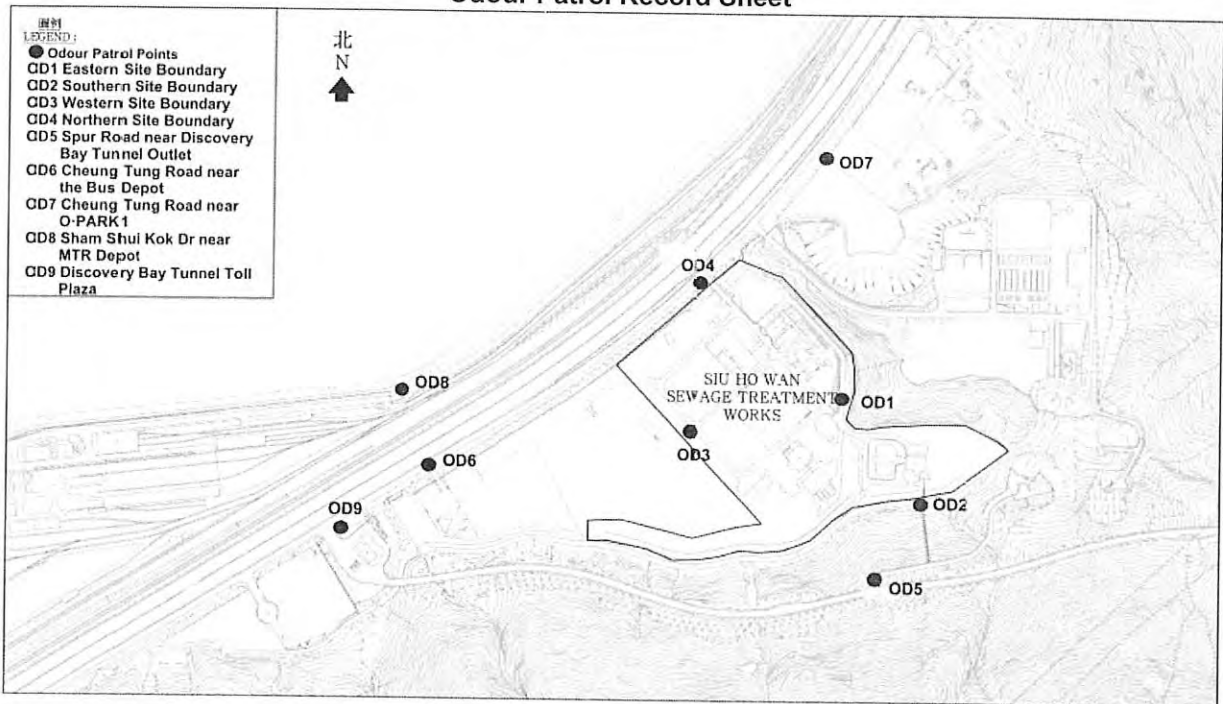 Odour Patrol Record Sheet
圖例
LEGEND:
Odour Patrol Points
OD1 Eastern Site Boundary
OD2 Southern Site Boundary
OD3 Western Site Boundary
OD4 Northern Site Boundary
OD5 Spur Road near Discovery
Bay Tunnel Outlet
OD6 Cheung Tung Road near
the Bus Depot
OD7 Cheung Tung Road near
O·PARK1
OD8 Sham Shui Kok Dr near
MTR Depot
OD9 Discovery Bay Tunnel Toll
Plaza
北
N
OD7
OD4
OD8
SIU HO WAN
SEWAGE TREATMENT
WORKS
OD1
OD3
OD6
OD2
OD9
OD5